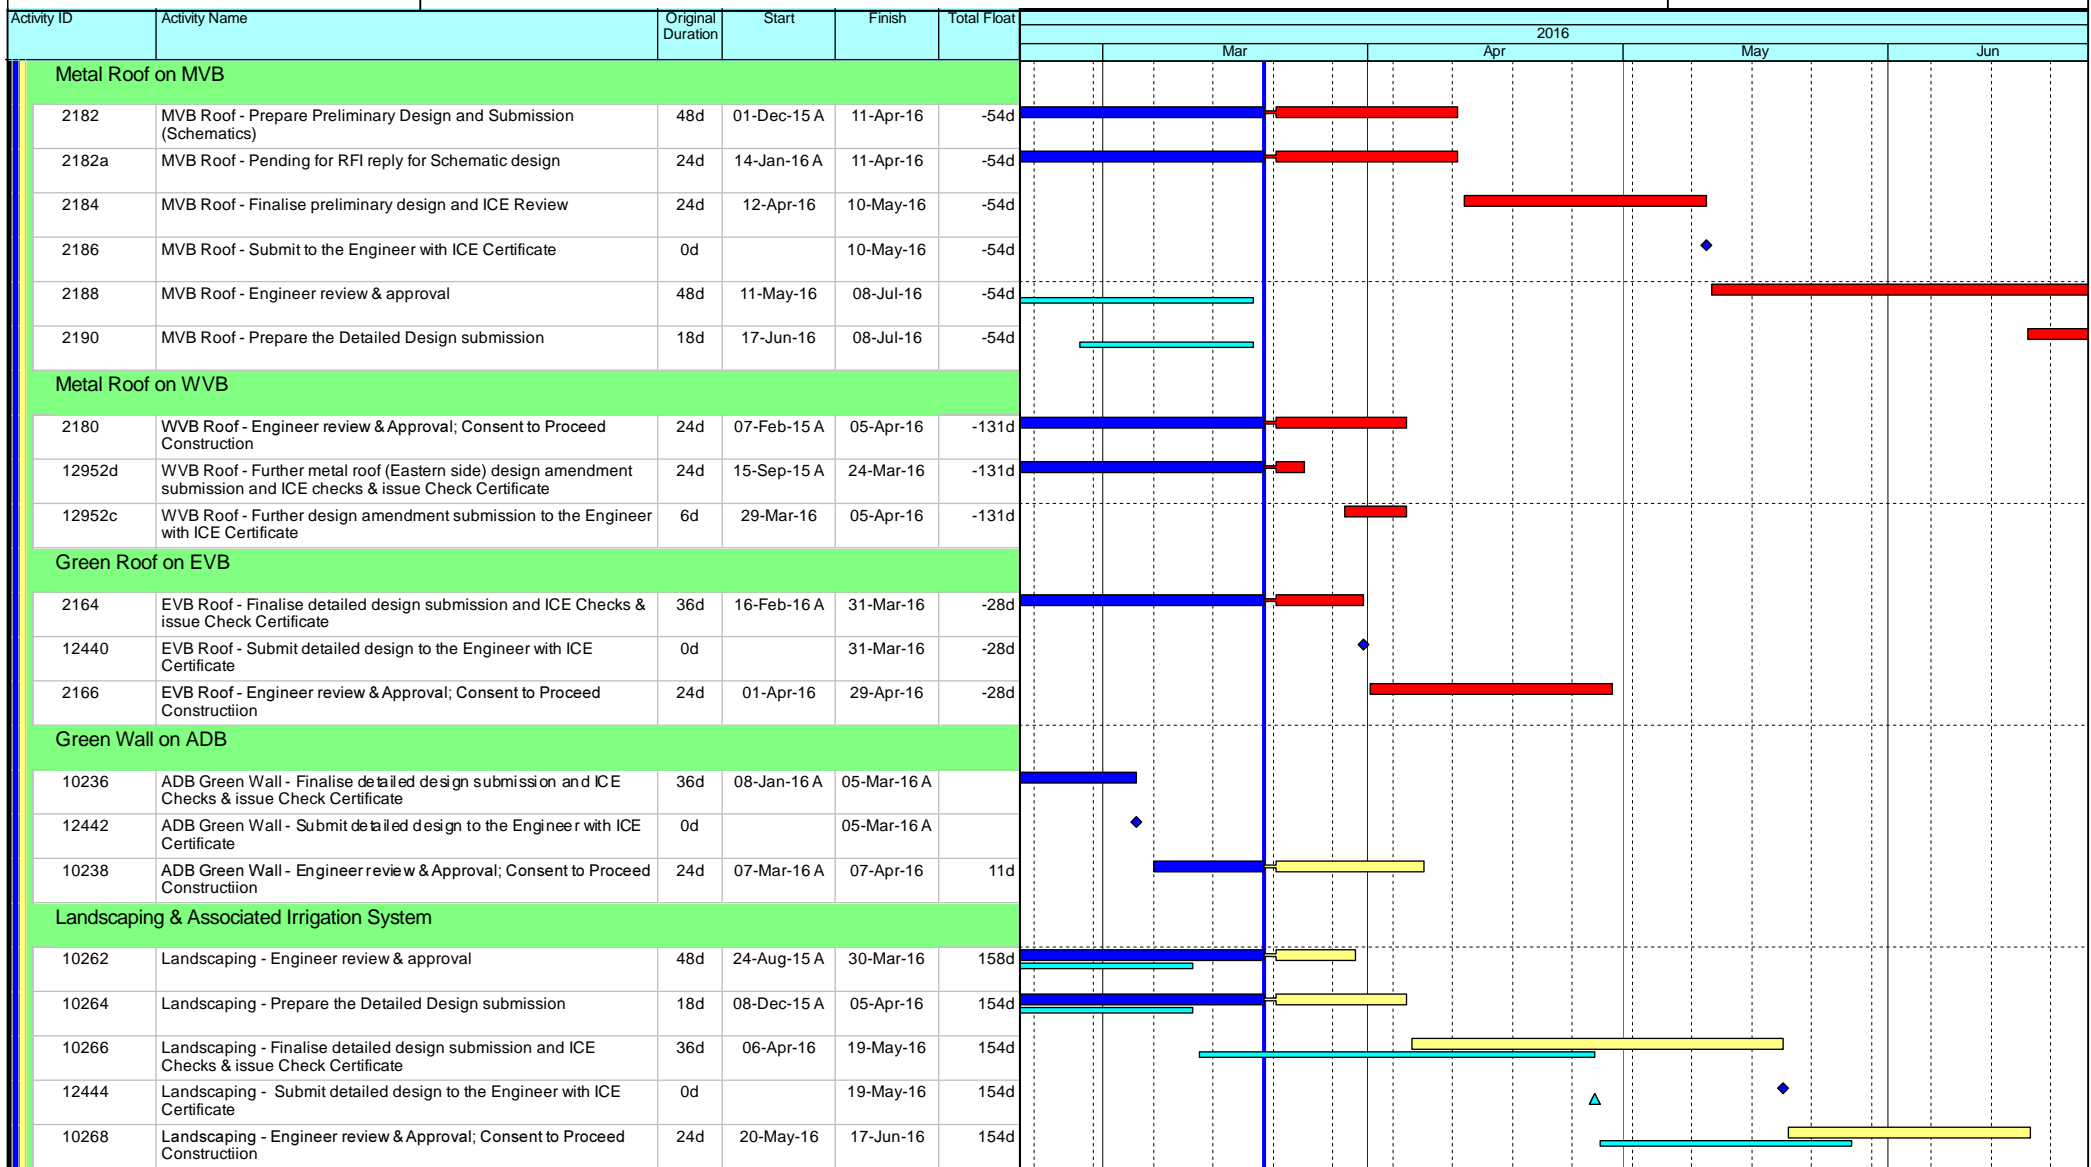 Activity ID Activity Name Original Duration Start Finish Total Float
2016
Mar Apr May Jun
Metal Roof on MVB
2182 MVB Roof - Prepare Preliminary Design and Submission 48d 01-Dec-15 A 11-Apr-16 -54d
(Schematics)
2182a MVB Roof - Pending for RFI reply for Schematic design 24d 14-Jan-16 A 11-Apr-16 -54d
2184 MVB Roof - Finalise preliminary design and ICE Review 24d 12-Apr-16 10-May-16 -54d
2186 MVB Roof - Submit to the Engineer with ICE Certificate 0d 10-May-16 -54d
2188 MVB Roof - Engineer review & approval 48d 11-May-16 08-Jul-16 -54d
2190 MVB Roof - Prepare the Detailed Design submission 18d 17-Jun-16 08-Jul-16 -54d
Metal Roof on WVB
2180 WVB Roof - Engineer review & Approval; Consent to Proceed 24d 07-Feb-15 A 05-Apr-16 -131d
Construction
12952d WVB Roof - Further metal roof (Eastern side) design amendment 24d 15-Sep-15 A 24-Mar-16 -131d
submission and ICE checks & issue Check Certificate
12952c WVB Roof - Further design amendment submission to the Engineer 6d 29-Mar-16 05-Apr-16 -131d
with ICE Certificate
Green Roof on EVB
2164 EVB Roof - Finalise detailed design submission and ICE Checks & 36d 16-Feb-16 A 31-Mar-16 -28d
issue Check Certificate
12440 EVB Roof - Submit detailed design to the Engineer with ICE 0d 31-Mar-16 -28d
Certificate
2166 EVB Roof - Engineer review & Approval; Consent to Proceed 24d 01-Apr-16 29-Apr-16 -28d
Constructiion
Green Wall on ADB
10236 ADB Green Wall - Finalise detailed design submission and ICE 36d 08-Jan-16 A 05-Mar-16 A
Checks & issue Check Certificate
12442 ADB Green Wall - Submit detailed design to the Engineer with ICE 0d 05-Mar-16 A
Certificate
10238 ADB Green Wall - Engineer review & Approval; Consent to Proceed 24d 07-Mar-16 A 07-Apr-16 11d
Constructiion
Landscaping & Associated Irrigation System
10262 Landscaping - Engineer review & approval 48d 24-Aug-15 A 30-Mar-16 158d
10264 Landscaping - Prepare the Detailed Design submission 18d 08-Dec-15 A 05-Apr-16 154d
10266 Landscaping - Finalise detailed design submission and ICE 36d 06-Apr-16 19-May-16 154d
Checks & issue Check Certificate
12444 Landscaping - Submit detailed design to the Engineer with ICE 0d 19-May-16 154d
Certificate
10268 Landscaping - Engineer review & Approval; Consent to Proceed 24d 20-May-16 17-Jun-16 154d
Constructiion